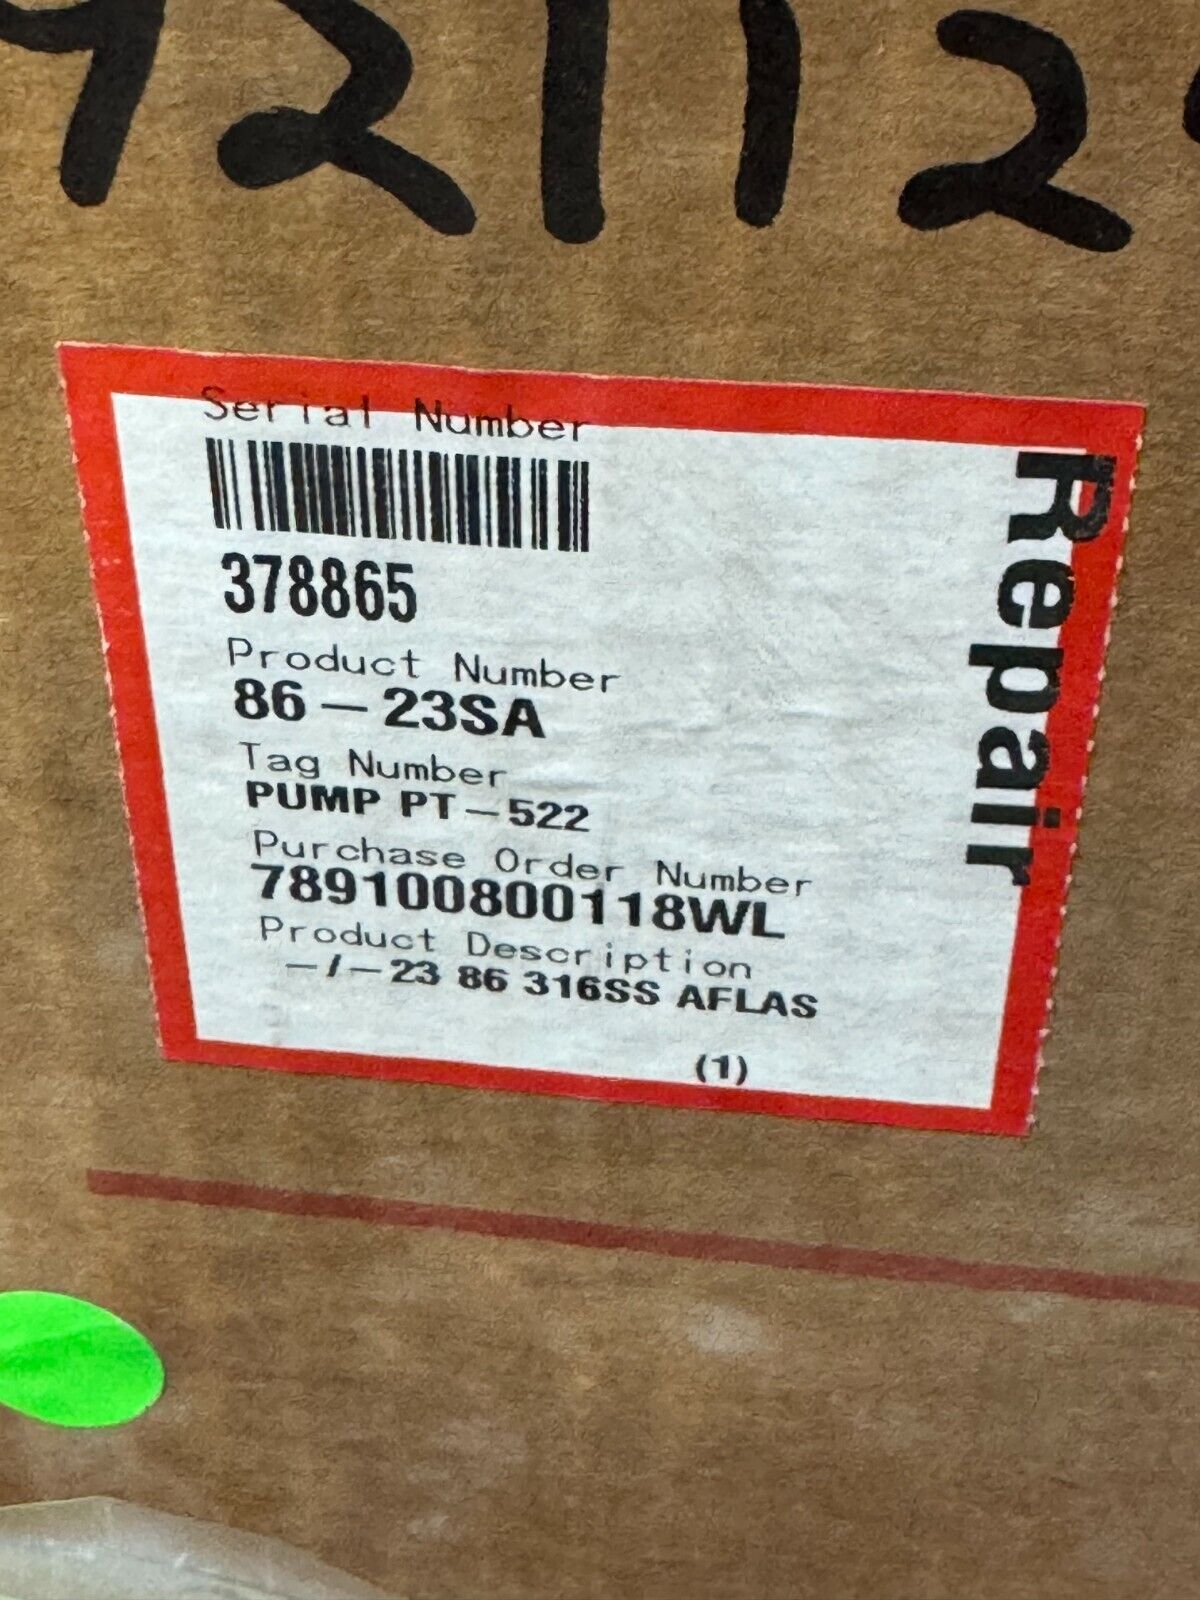 Serial Number
378865
Product Number
86-23SA
Tag Number
PUMP PT-522
Purchase Order Number
789100800118WL
Product Description
-/-23 86 316SS AFLAS
(1)
Repair